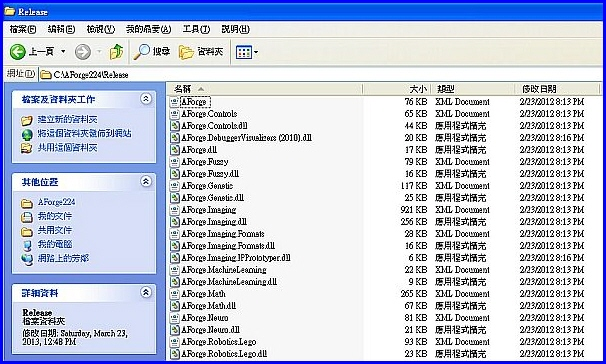 Release
檔案(F) 編輯(E) 檢視(V) 我的最愛(A) 工具(T) 說明(H)
上一頁 搜尋 資料夾
網址(D) C:\AForge224\Release
檔案及資料夾工作
建立新的資料夾
將這個資料夾發佈到網站
共用這個資料夾
其他位置
AForge224
我的文件
共用文件
我的電腦
網路上的芳鄰
詳細資料
Release
檔案資料夾
修改日期: Saturday, March 23,
2013, 12:48 PM
名稱 大小 類型 修改日期
AForge 76 KB XML Document 2/23/2012 8:13 PM
AForge.Controls 65 KB XML Document 2/23/2012 8:13 PM
AForge.Controls.dll 44 KB 應用程式擴充 2/23/2012 8:13 PM
AForge.DebuggerVisualizers (2010).dll 20 KB 應用程式擴充 2/23/2012 8:16 PM
AForge.dll 17 KB 應用程式擴充 2/23/2012 8:13 PM
AForge.Fuzzy 79 KB XML Document 2/23/2012 8:13 PM
AForge.Fuzzy.dll 16 KB 應用程式擴充 2/23/2012 8:13 PM
AForge.Genetic 117 KB XML Document 2/23/2012 8:13 PM
AForge.Genetic.dll 25 KB 應用程式擴充 2/23/2012 8:13 PM
AForge.Imaging 921 KB XML Document 2/23/2012 8:13 PM
AForge.Imaging.dll 256 KB 應用程式擴充 2/23/2012 8:13 PM
AForge.Imaging.Formats 28 KB XML Document 2/23/2012 8:13 PM
AForge.Imaging.Formats.dll 16 KB 應用程式擴充 2/23/2012 8:13 PM
AForge.Imaging.IPPrototyper.dll 6 KB 應用程式擴充 2/23/2012 8:16 PM
AForge.MachineLearning 22 KB XML Document 2/23/2012 8:13 PM
AForge.MachineLearning.dll 9 KB 應用程式擴充 2/23/2012 8:13 PM
AForge.Math 265 KB XML Document 2/23/2012 8:13 PM
AForge.Math.dll 67 KB 應用程式擴充 2/23/2012 8:13 PM
AForge.Neuro 81 KB XML Document 2/23/2012 8:13 PM
AForge.Neuro.dll 21 KB 應用程式擴充 2/23/2012 8:13 PM
AForge.Robotics.Lego 93 KB XML Document 2/23/2012 8:13 PM
AForge.Robotics.Lego.dll 23 KB 應用程式擴充 2/23/2012 8:13 PM